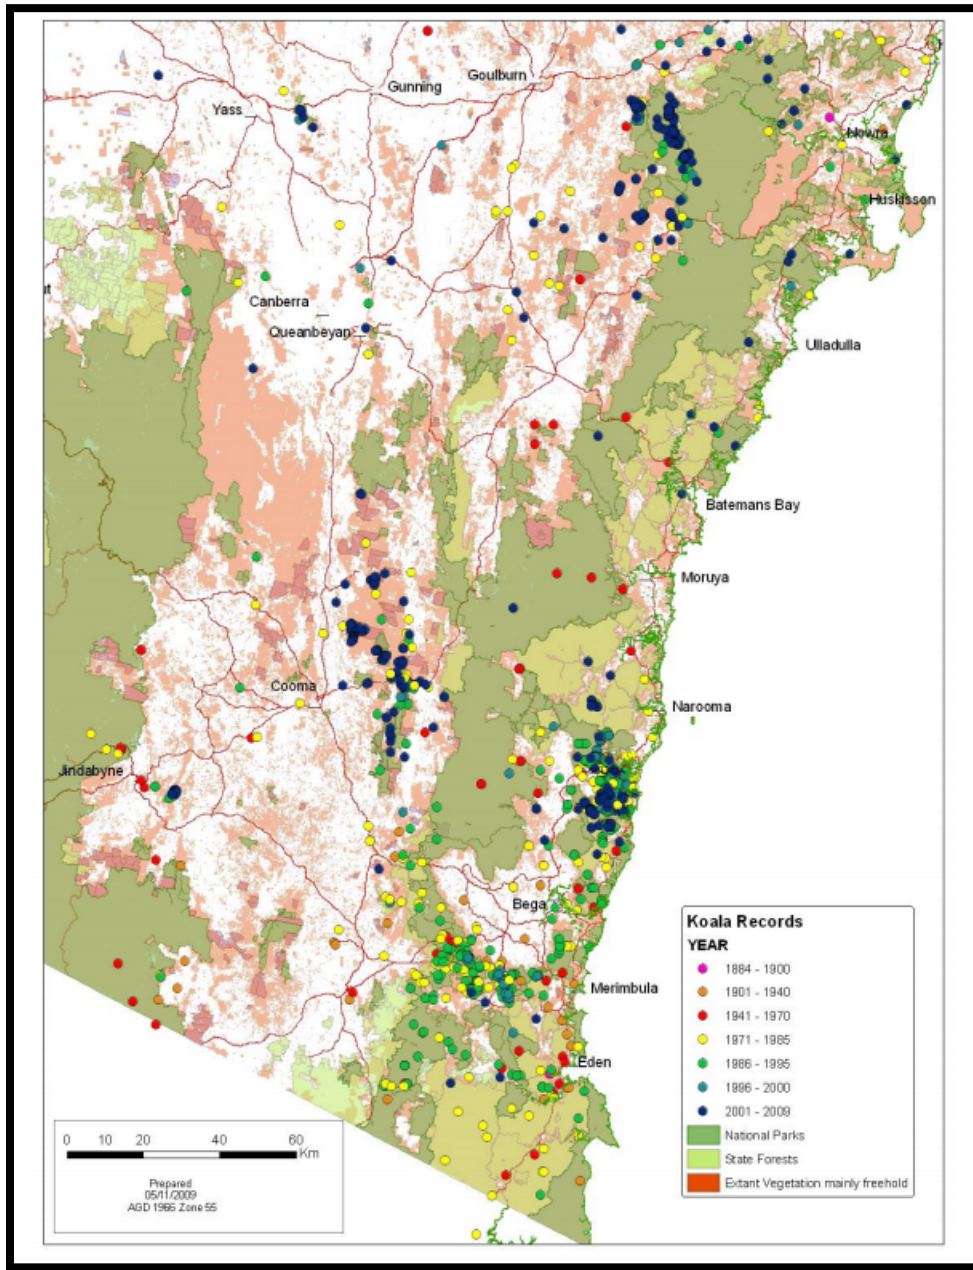 Goulburn
Gunning
Yass
Nowra
Huskisson
Canberra
Queanbeyan
Ulladulla
Batemans Bay
Moruya
Cooma
Narooma
Jindabyne
Bega
Merimbula
Eden
Koala Records
YEAR
1884 - 1900
1901 - 1940
1941 - 1970
1971 - 1985
1986 - 1995
1996 - 2000
2001 - 2009
National Parks
State Forests
Extant Vegetation mainly freehold
0 10 20 40 60
Km
Prepared
05/11/2009
AGD 1966 Zone 55